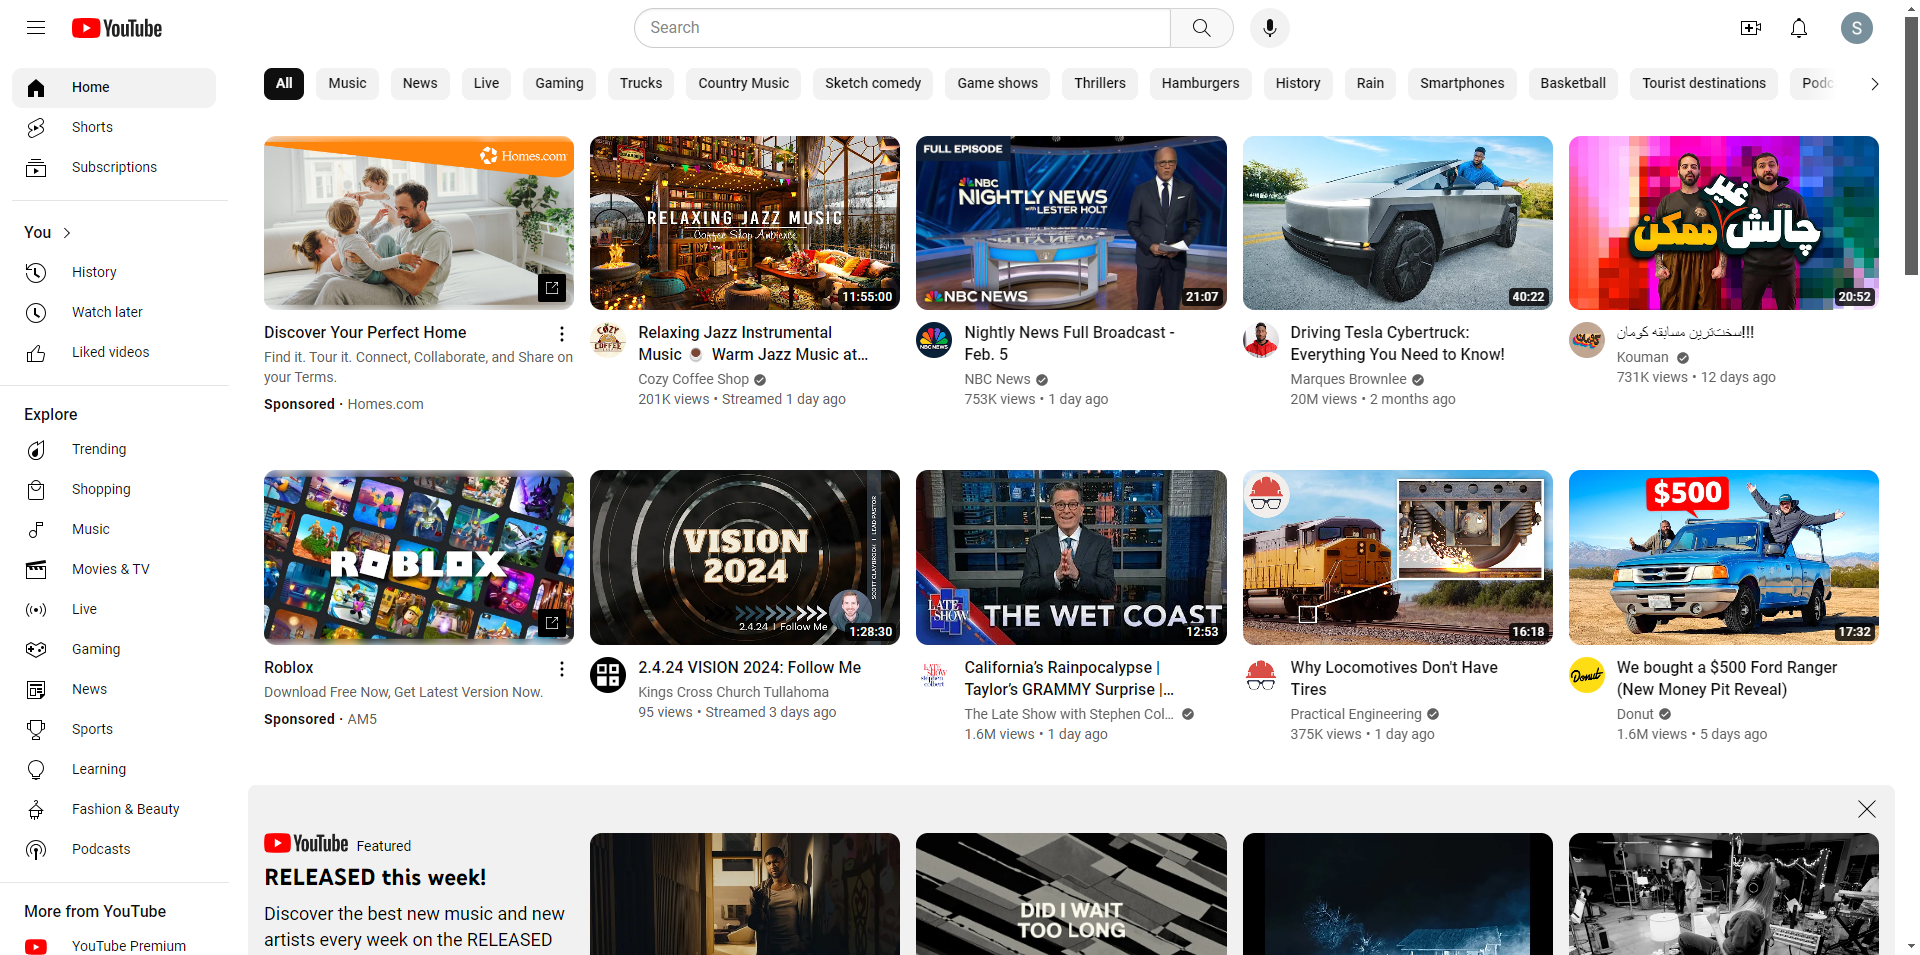 YouTube
Search
S
Home
Shorts
Subscriptions
You
History
Watch later
Liked videos
Explore
Trending
Shopping
Music
Movies & TV
Live
Gaming
News
Sports
Learning
Fashion & Beauty
Podcasts
More from YouTube
YouTube Premium
All
Music
News
Live
Gaming
Trucks
Country Music
Sketch comedy
Game shows
Thrillers
Hamburgers
History
Rain
Smartphones
Basketball
Tourist destinations
Podc
Homes.com
Discover Your Perfect Home
Find it. Tour it. Connect, Collaborate, and Share on
your Terms.
Sponsored · Homes.com
RELAXING JAZZ MUSIC
Coffee Shop Ambience
11:55:00
COZY
COFFEE
Relaxing Jazz Instrumental
Music ☕ Warm Jazz Music at...
Cozy Coffee Shop
201K views • Streamed 1 day ago
FULL EPISODE
NBC
NIGHTLY NEWS
WITH LESTER HOLT
NBC NEWS
21:07
NBC NEWS
Nightly News Full Broadcast -
Feb. 5
NBC News
753K views • 1 day ago
40:22
Driving Tesla Cybertruck:
Everything You Need to Know!
Marques Brownlee
20M views • 2 months ago
چالش غیر ممکن
20:52
سخت‌ترین مسابقه کومان!!!
Kouman
731K views • 12 days ago
ROBLOX
Roblox
Download Free Now, Get Latest Version Now.
Sponsored · AM5
VISION
2024
SCOTT CLAYBROOK | LEAD PASTOR
2.4.24 | Follow Me
1:28:30
2.4.24 VISION 2024: Follow Me
Kings Cross Church Tullahoma
95 views • Streamed 3 days ago
LATE
SHOW
THE WET COAST
12:53
LATE
SHOW
stephen
colbert
California’s Rainpocalypse |
Taylor’s GRAMMY Surprise |...
The Late Show with Stephen Col...
1.6M views • 1 day ago
16:18
Why Locomotives Don't Have
Tires
Practical Engineering
375K views • 1 day ago
$500
17:32
Donut
We bought a $500 Ford Ranger
(New Money Pit Reveal)
Donut
1.6M views • 5 days ago
YouTube Featured
RELEASED this week!
Discover the best new music and new
artists every week on the RELEASED
DID I WAIT
TOO LONG